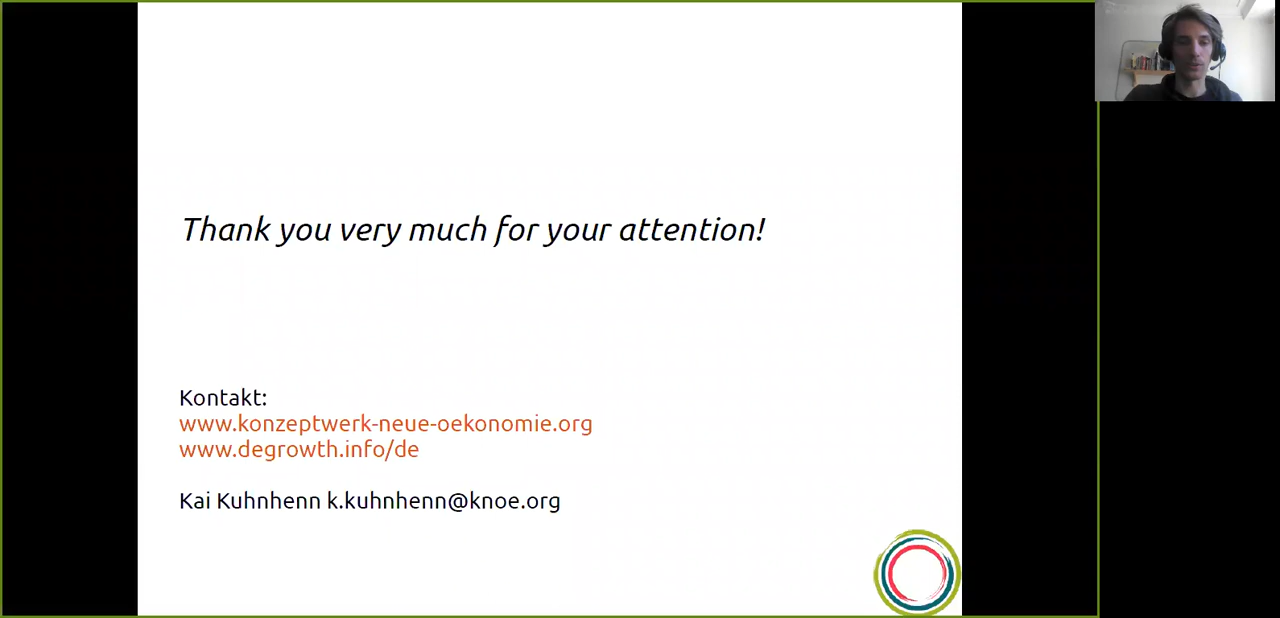 Thank you very much for your attention!
Kontakt:
www.konzeptwerk-neue-oekonomie.org
www.degrowth.info/de
Kai Kuhnhenn k.kuhnhenn@knoe.org